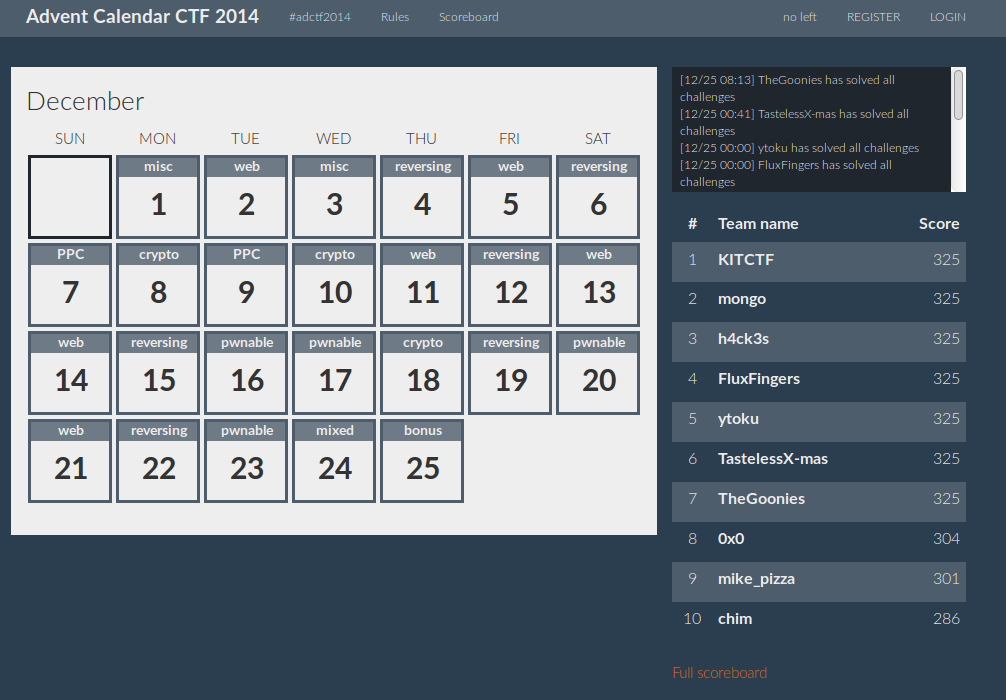 Advent Calendar CTF 2014 #adctf2014 Rules Scoreboard no left REGISTER LOGIN
December
SUN MON TUE WED THU FRI SAT
misc web misc reversing web reversing
1 2 3 4 5 6
PPC crypto PPC crypto web reversing web
7 8 9 10 11 12 13
web reversing pwnable pwnable crypto reversing pwnable
14 15 16 17 18 19 20
web reversing pwnable mixed bonus
21 22 23 24 25
[12/25 08:13] TheGoonies has solved all
challenges
[12/25 00:41] TastelessX-mas has solved all
challenges
[12/25 00:00] ytoku has solved all challenges
[12/25 00:00] FluxFingers has solved all
challenges
# Team name Score
1 KITCTF 325
2 mongo 325
3 h4ck3s 325
4 FluxFingers 325
5 ytoku 325
6 TastelessX-mas 325
7 TheGoonies 325
8 0x0 304
9 mike_pizza 301
10 chim 286
Full scoreboard